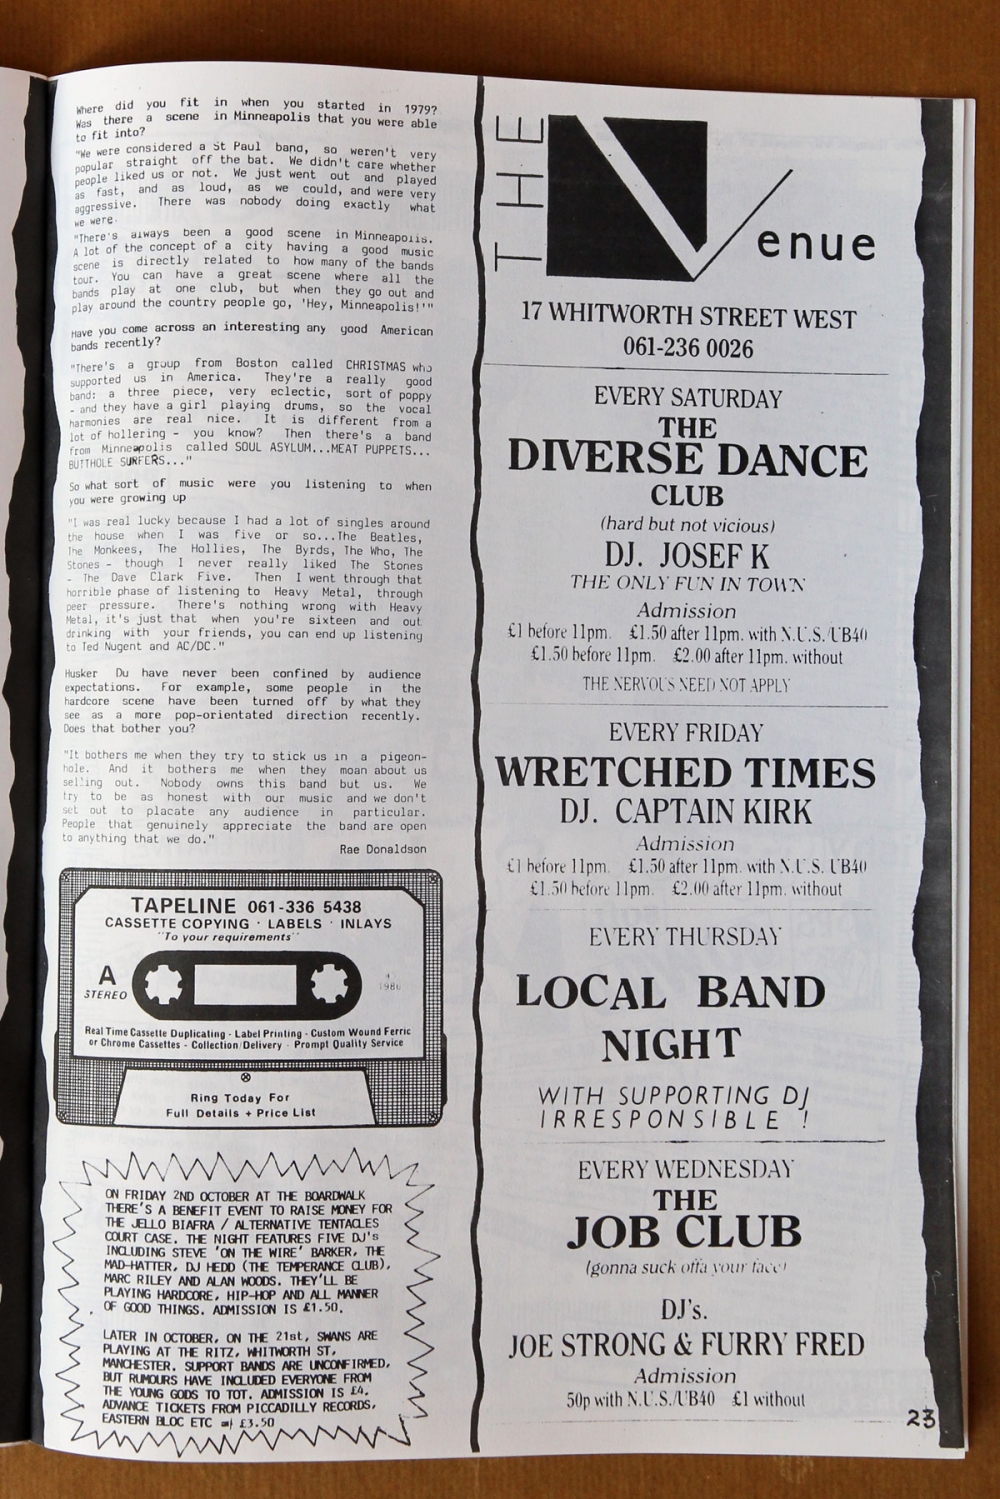 Where did you fit in when you started in 1979?
Was there a scene in Minneapolis that you were able
to fit into?
"We were considered a St Paul band, so weren't very
popular straight off the bat. We didn't care whether
people liked us or not. We just went out and played
as fast, and as loud, as we could, and were very
aggressive. There was nobody doing exactly what
we were.
"There's always been a good scene in Minneapolis.
A lot of the concept of a city having a good music
scene is directly related to how many of the bands
tour. You can have a great scene where all the
bands play at one club, but when they go out and
play around the country people go, 'Hey, Minneapolis!'"
Have you come across an interesting any good American
bands recently?
"There's a group from Boston called CHRISTMAS who
supported us in America. They're a really good
band: a three piece, very eclectic, sort of poppy
- and they have a girl playing drums, so the vocal
harmonies are real nice. It is different from a
lot of hollering - you know? Then there's a band
from Minneapolis called SOUL ASYLUM...MEAT PUPPETS...
BUTTHOLE SURFERS..."
So what sort of music were you listening to when
you were growing up
"I was real lucky because I had a lot of singles around
the house when I was five or so...The Beatles,
The Monkees, The Hollies, The Byrds, The Who, The
Stones - though I never really liked The Stones
- The Dave Clark Five. Then I went through that
horrible phase of listening to Heavy Metal, through
peer pressure. There's nothing wrong with Heavy
Metal, it's just that when you're sixteen and out
drinking with your friends, you can end up listening
to Ted Nugent and AC/DC."
Husker Du have never been confined by audience
expectations. For example, some people in the
hardcore scene have been turned off by what they
see as a more pop-orientated direction recently.
Does that bother you?
"It bothers me when they try to stick us in a pigeon-
hole. And it bothers me when they moan about us
selling out. Nobody owns this band but us. We
try to be as honest with our music and we don't
set out to placate any audience in particular.
People that genuinely appreciate the band are open
to anything that we do."
Rae Donaldson
TAPELINE 061-336 5438
CASSETTE COPYING · LABELS · INLAYS
"To your requirements"
A
STEREO
1986
Real Time Cassette Duplicating - Label Printing - Custom Wound Ferric
or Chrome Cassettes - Collection/Delivery - Prompt Quality Service
Ring Today For
Full Details + Price List
ON FRIDAY 2ND OCTOBER AT THE BOARDWALK
THERE'S A BENEFIT EVENT TO RAISE MONEY FOR
THE JELLO BIAFRA / ALTERNATIVE TENTACLES
COURT CASE. THE NIGHT FEATURES FIVE DJ's
INCLUDING STEVE 'ON THE WIRE' BARKER, THE
MAD-HATTER, DJ HEDD (THE TEMPERANCE CLUB),
MARC RILEY AND ALAN WOODS. THEY'LL BE
PLAYING HARDCORE, HIP-HOP AND ALL MANNER
OF GOOD THINGS. ADMISSION IS £1.50.
LATER IN OCTOBER, ON THE 21st, SWANS ARE
PLAYING AT THE RITZ, WHITWORTH ST,
MANCHESTER. SUPPORT BANDS ARE UNCONFIRMED,
BUT RUMOURS HAVE INCLUDED EVERYONE FROM
THE YOUNG GODS TO TOT. ADMISSION IS £4.
ADVANCE TICKETS FROM PICCADILLY RECORDS,
EASTERN BLOC ETC at £3.50
THE Venue
17 WHITWORTH STREET WEST
061-236 0026
EVERY SATURDAY
THE
DIVERSE DANCE
CLUB
(hard but not vicious)
DJ. JOSEF K
THE ONLY FUN IN TOWN
Admission
£1 before 11pm. £1.50 after 11pm. with N.U.S./UB40
£1.50 before 11pm. £2.00 after 11pm. without
THE NERVOUS NEED NOT APPLY
EVERY FRIDAY
WRETCHED TIMES
DJ. CAPTAIN KIRK
Admission
£1 before 11pm. £1.50 after 11pm. with N.U.S. UB40
£1.50 before 11pm. £2.00 after 11pm. without
EVERY THURSDAY
LOCAL BAND
NIGHT
WITH SUPPORTING DJ
IRRESPONSIBLE !
EVERY WEDNESDAY
THE
JOB CLUB
(gonna suck offa your face)
DJ's.
JOE STRONG & FURRY FRED
Admission
50p with N.U.S./UB40 £1 without
23